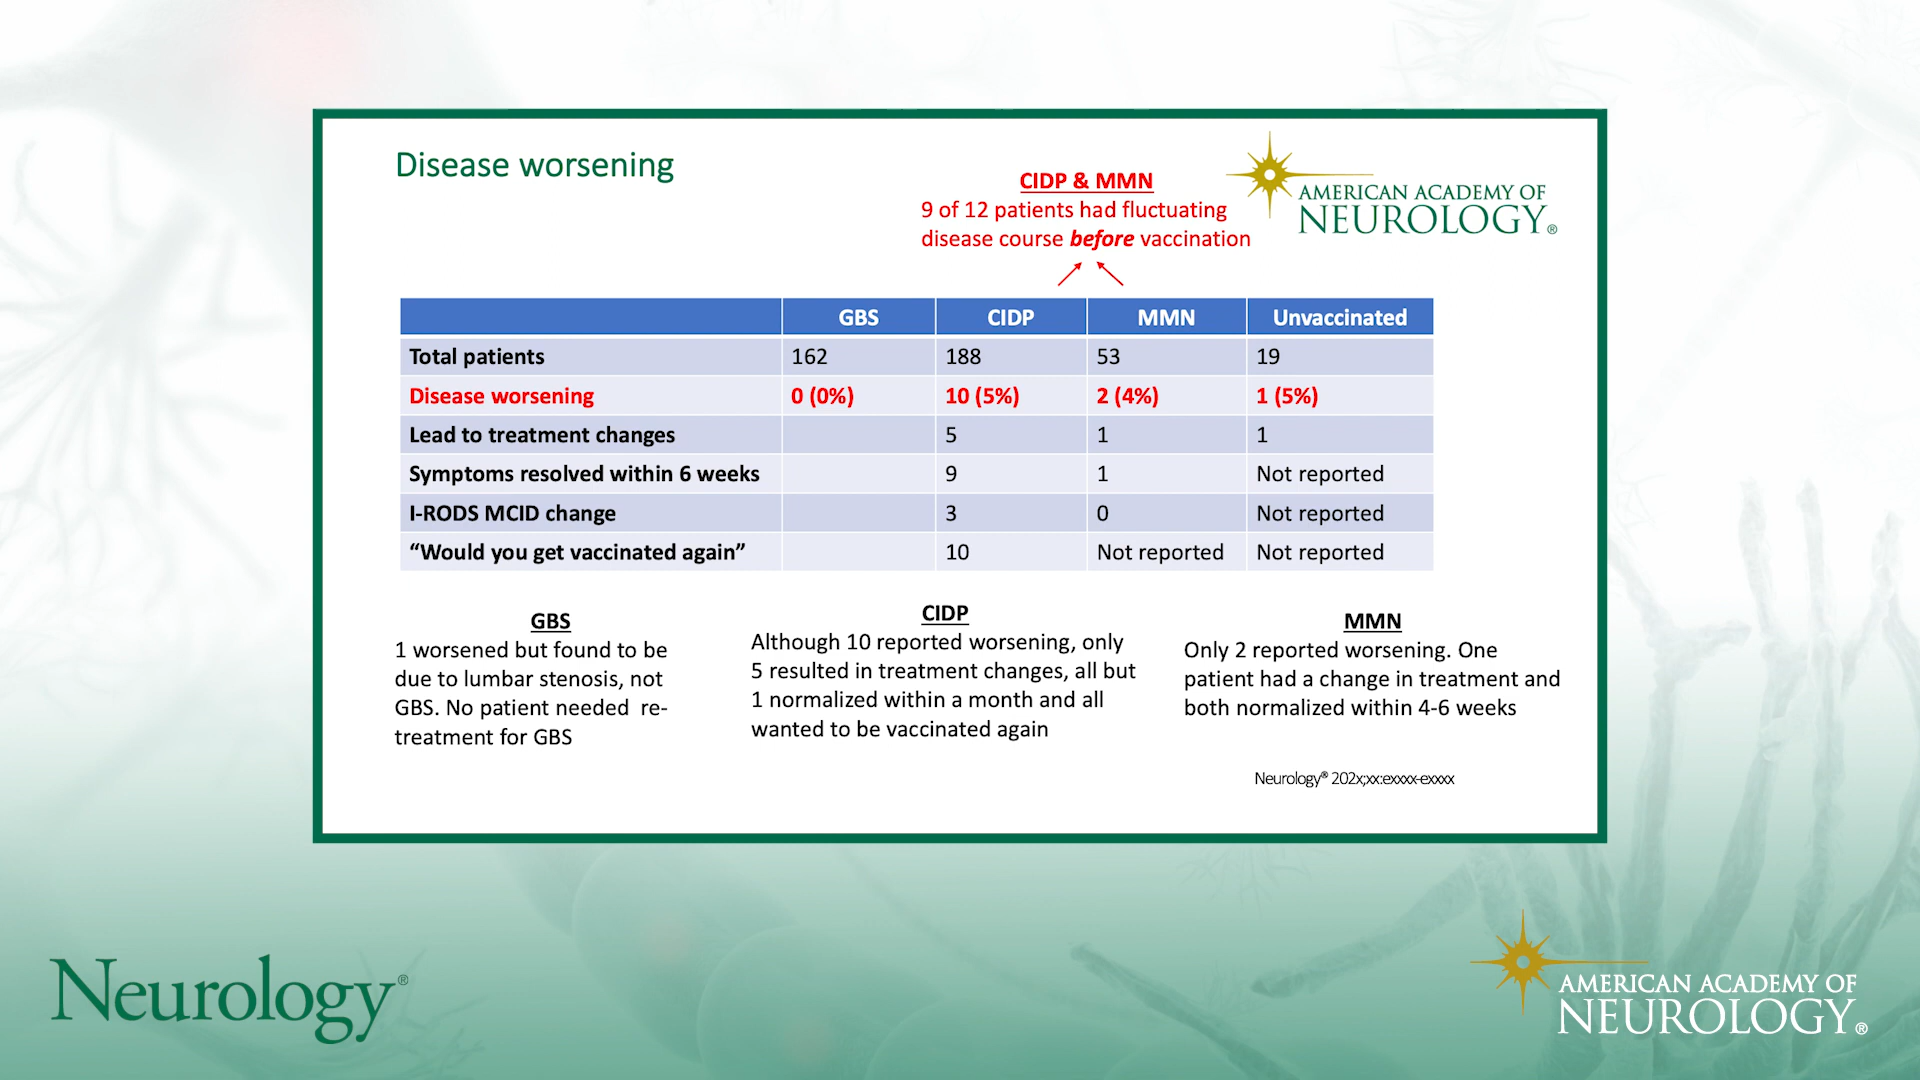 Disease worsening
CIDP & MMN
9 of 12 patients had fluctuating
disease course before vaccination
AMERICAN ACADEMY OF
NEUROLOGY®
GBS CIDP MMN Unvaccinated
Total patients 162 188 53 19
Disease worsening 0 (0%) 10 (5%) 2 (4%) 1 (5%)
Lead to treatment changes 5 1 1
Symptoms resolved within 6 weeks 9 1 Not reported
I-RODS MCID change 3 0 Not reported
“Would you get vaccinated again” 10 Not reported Not reported
GBS
1 worsened but found to be
due to lumbar stenosis, not
GBS. No patient needed re-
treatment for GBS
CIDP
Although 10 reported worsening, only
5 resulted in treatment changes, all but
1 normalized within a month and all
wanted to be vaccinated again
MMN
Only 2 reported worsening. One
patient had a change in treatment and
both normalized within 4-6 weeks
Neurology® 202x;xx:exxxx-exxxx
Neurology®
AMERICAN ACADEMY OF
NEUROLOGY®